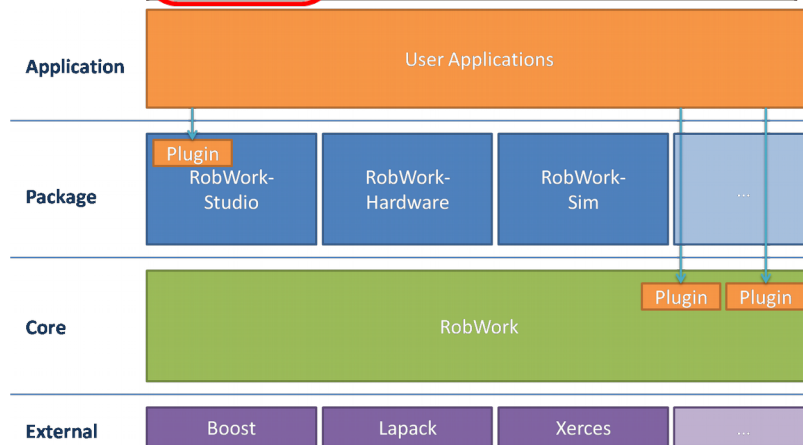 Application
User Applications
Plugin
Package
RobWork-
Studio
RobWork-
Hardware
RobWork-
Sim
...
Plugin
Plugin
Core
RobWork
External
Boost
Lapack
Xerces
...